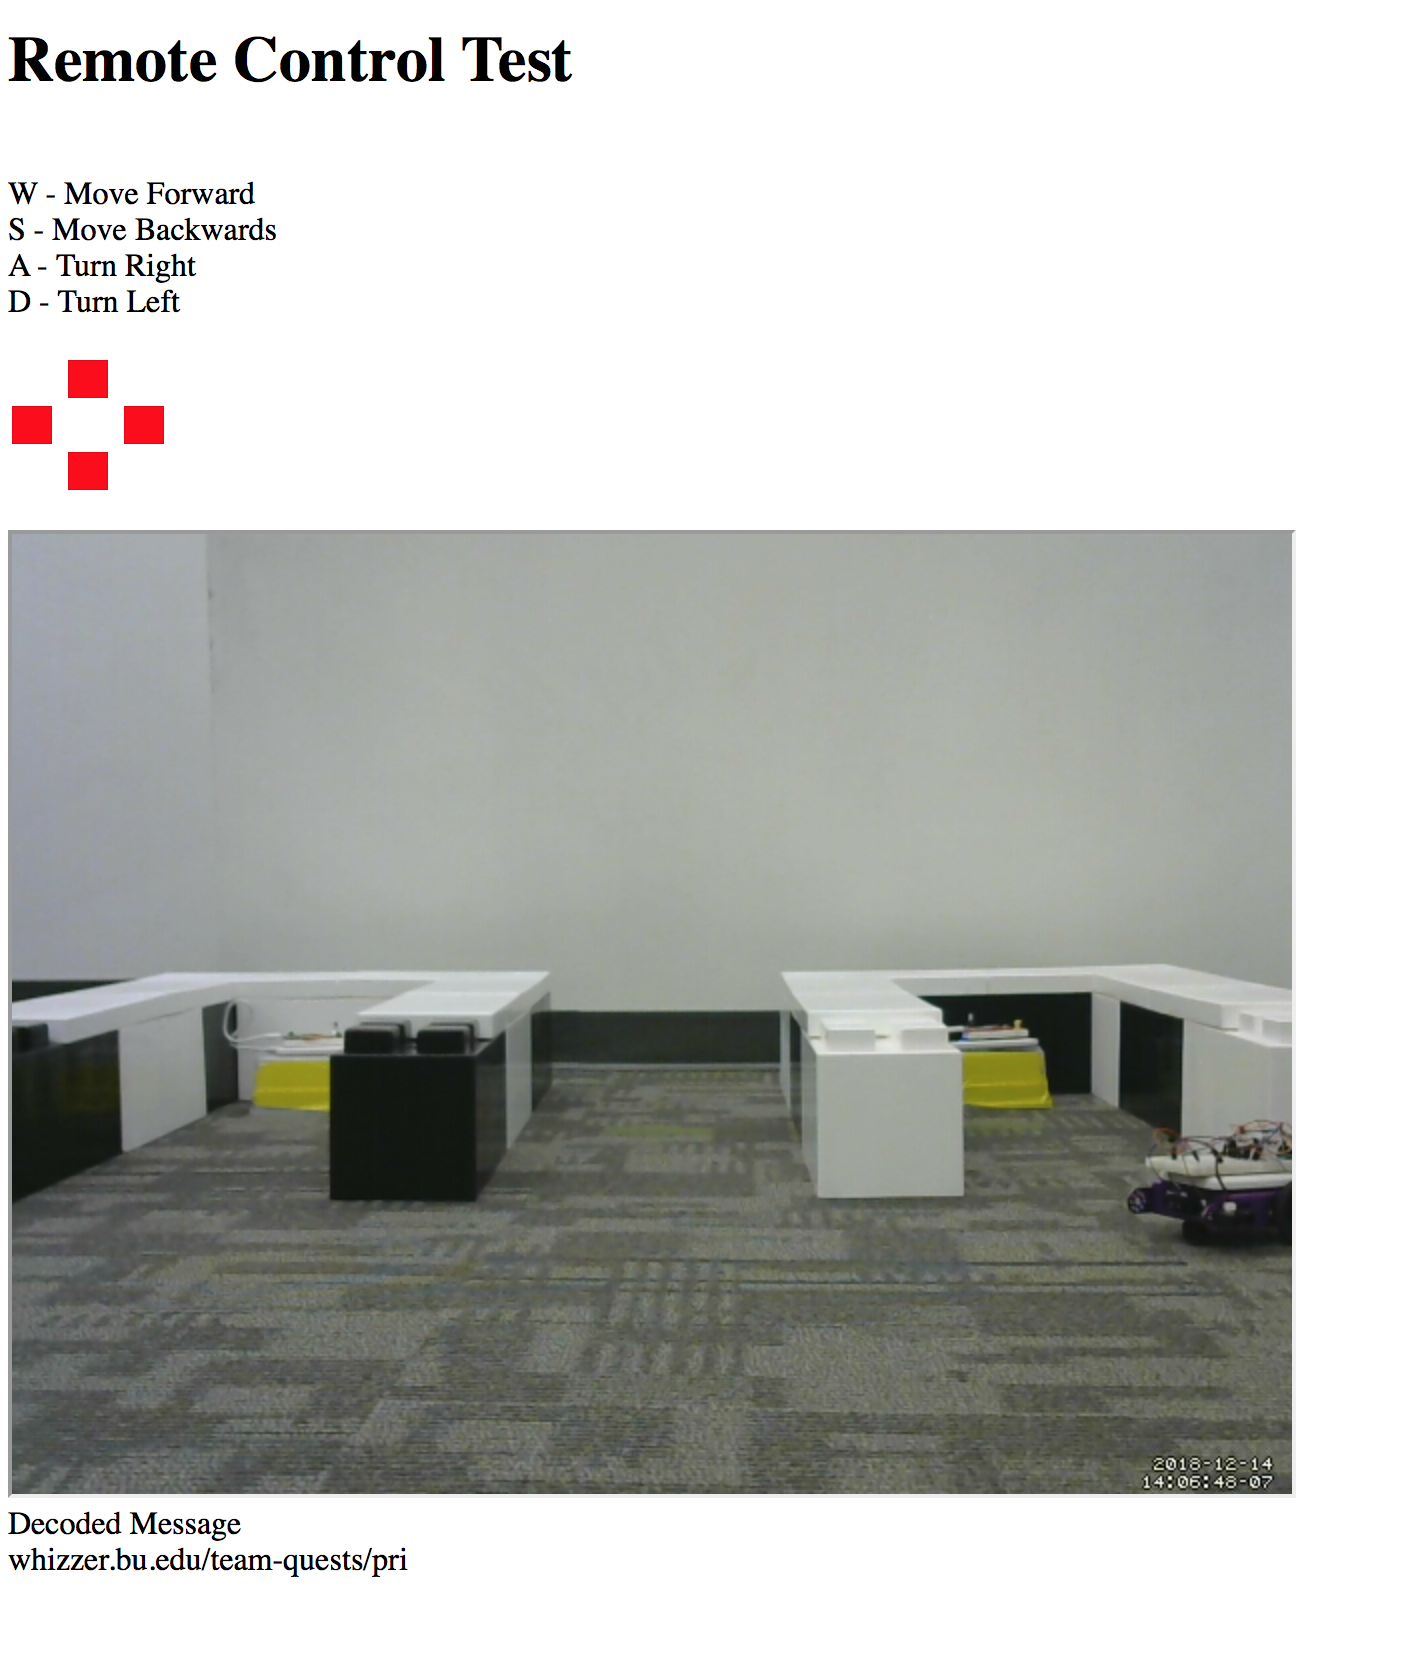 Remote Control Test
W - Move Forward
S - Move Backwards
A - Turn Right
D - Turn Left
2018-12-14
14:06:48-07
Decoded Message
whizzer.bu.edu/team-quests/pri